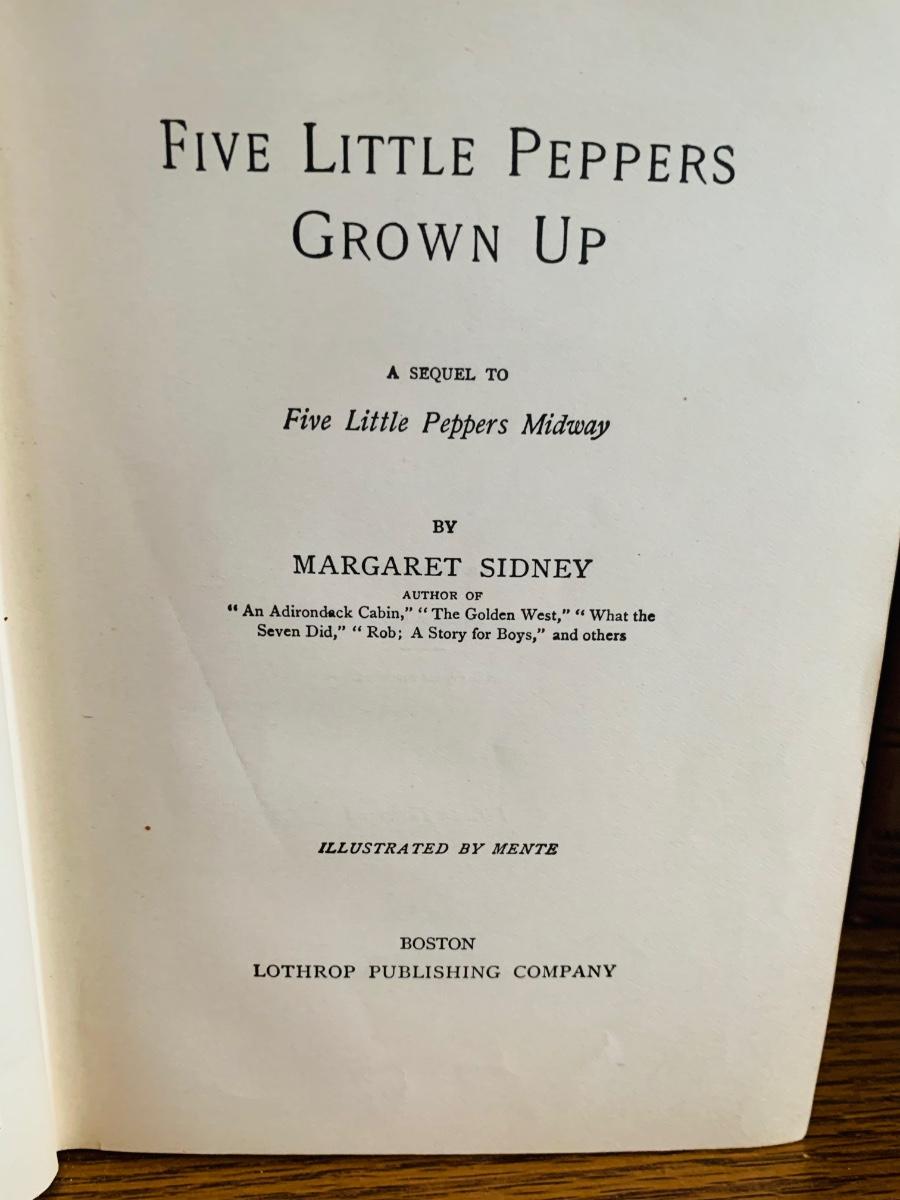 FIVE LITTLE PEPPERS
GROWN UP
A SEQUEL TO
Five Little Peppers Midway
BY
MARGARET SIDNEY
AUTHOR OF
“ An Adirondack Cabin,” “ The Golden West,” “ What the
Seven Did,” “ Rob; A Story for Boys,” and others
ILLUSTRATED BY MENTE
BOSTON
LOTHROP PUBLISHING COMPANY